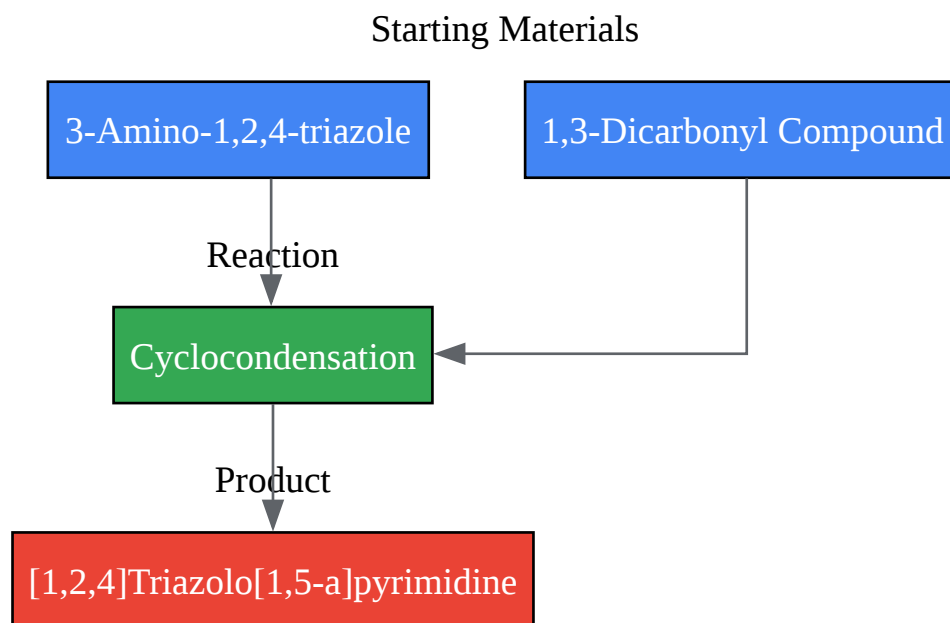 Starting Materials
3-Amino-1,2,4-triazole
1,3-Dicarbonyl Compound
Reaction
Cyclocondensation
Product
[1,2,4]Triazolo[1,5-a]pyrimidine